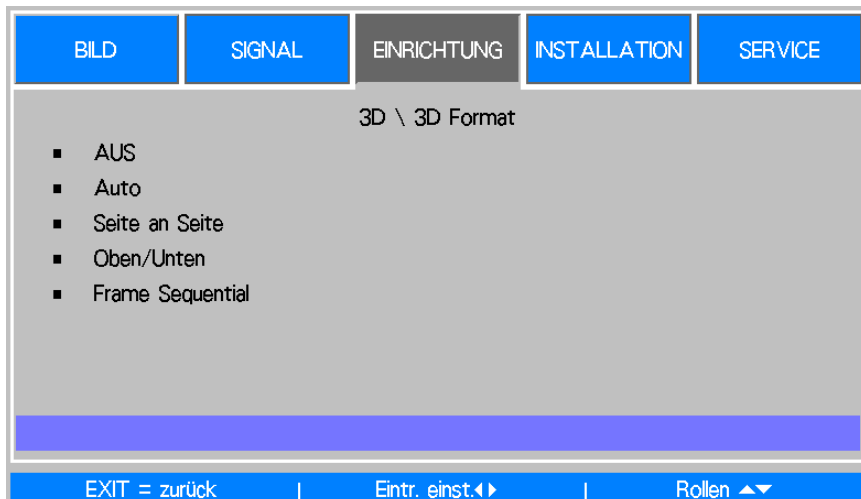 BILD SIGNAL EINRICHTUNG INSTALLATION SERVICE
3D \ 3D Format
▪ AUS
▪ Auto
▪ Seite an Seite
▪ Oben/Unten
▪ Frame Sequential
EXIT = zurück | Eintr. einst.◂▸ | Rollen ▲▼